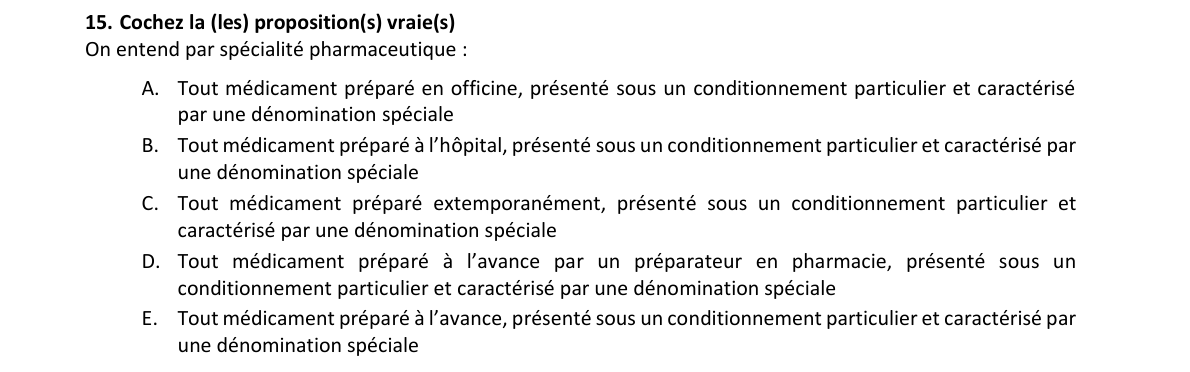 15. Cochez la (les) proposition(s) vraie(s)
On entend par spécialité pharmaceutique :
A. Tout médicament préparé en officine, présenté sous un conditionnement particulier et caractérisé
par une dénomination spéciale
B. Tout médicament préparé à l’hôpital, présenté sous un conditionnement particulier et caractérisé par
une dénomination spéciale
C. Tout médicament préparé extemporanément, présenté sous un conditionnement particulier et
caractérisé par une dénomination spéciale
D. Tout médicament préparé à l’avance par un préparateur en pharmacie, présenté sous un
conditionnement particulier et caractérisé par une dénomination spéciale
E. Tout médicament préparé à l’avance, présenté sous un conditionnement particulier et caractérisé par
une dénomination spéciale